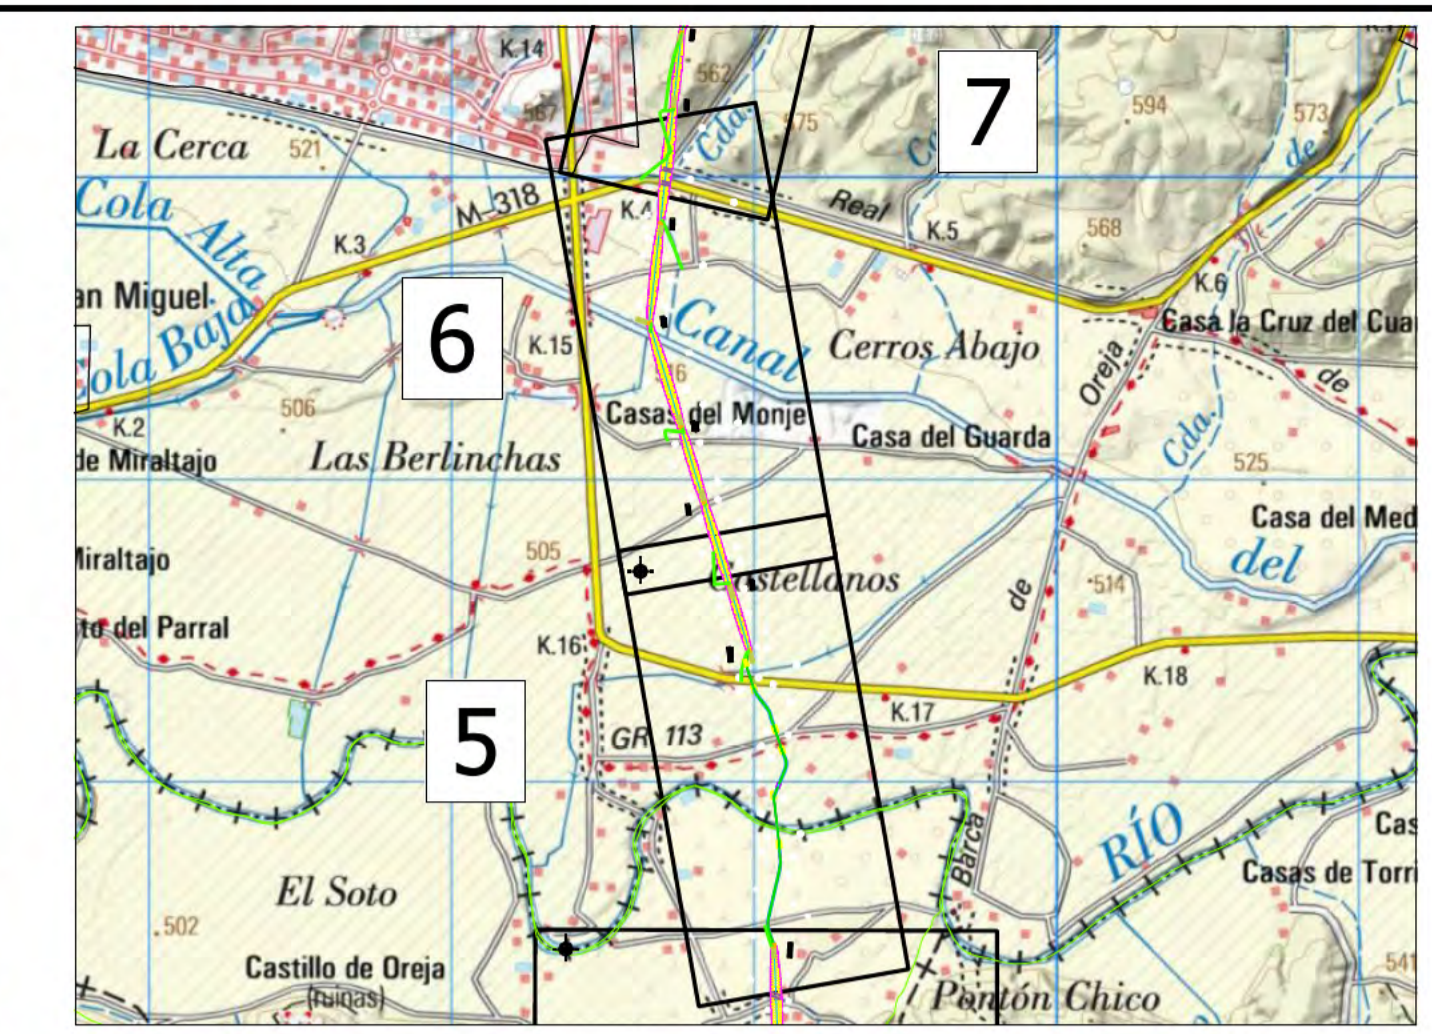 K.14
562
7
594
573
567
Cda.
575
La Cerca
521
de
Cola
M-318
K.4
Real
568
K.5
Alta
K.3
K.6
an Miguel
6
Canal
Casa la Cruz del Cua
Baja
K.15
Cerros Abajo
Oreja
de
506
Casas del Monje
K.2
Casa del Guarda
Cda.
de Miraltajo
Las Berlinchas
525
Casa del Med
505
Miraltajo
Castellanos
del
514
de
to del Parral
K.16
K.18
5
GR 113
K.17
RÍO
Cas
Barca
Casas de Torri
El Soto
502
Castillo de Oreja
(ruinas)
541
Pontón Chico